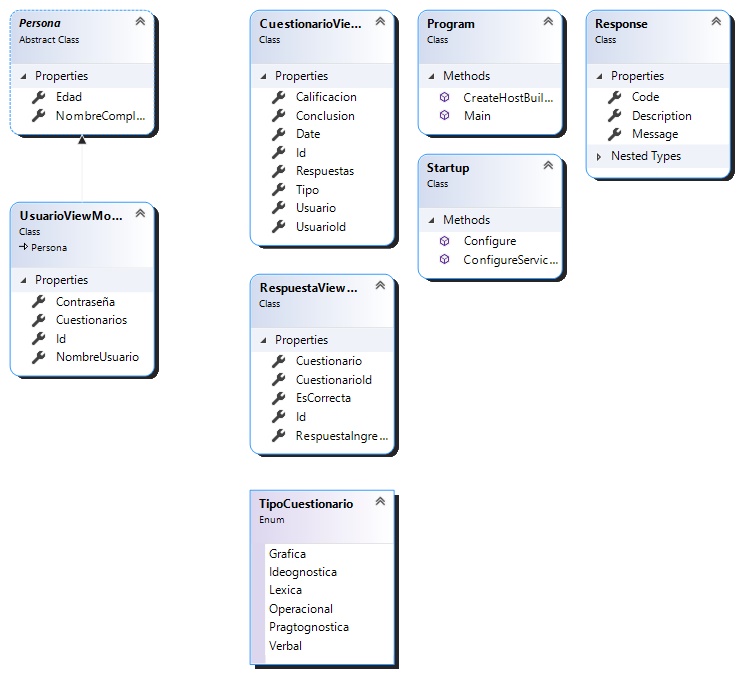 Persona
Abstract Class
Properties
Edad
NombreCompl...
UsuarioViewMo...
Class
Persona
Properties
Contraseña
Cuestionarios
Id
NombreUsuario
CuestionarioVie...
Class
Properties
Calificacion
Conclusion
Date
Id
Respuestas
Tipo
Usuario
UsuarioId
RespuestaView...
Class
Properties
Cuestionario
CuestionarioId
EsCorrecta
Id
RespuestaIngre...
TipoCuestionario
Enum
Grafica
Ideognostica
Lexica
Operacional
Pragtognostica
Verbal
Program
Class
Methods
CreateHostBuil...
Main
Startup
Class
Methods
Configure
ConfigureServic...
Response
Class
Properties
Code
Description
Message
Nested Types